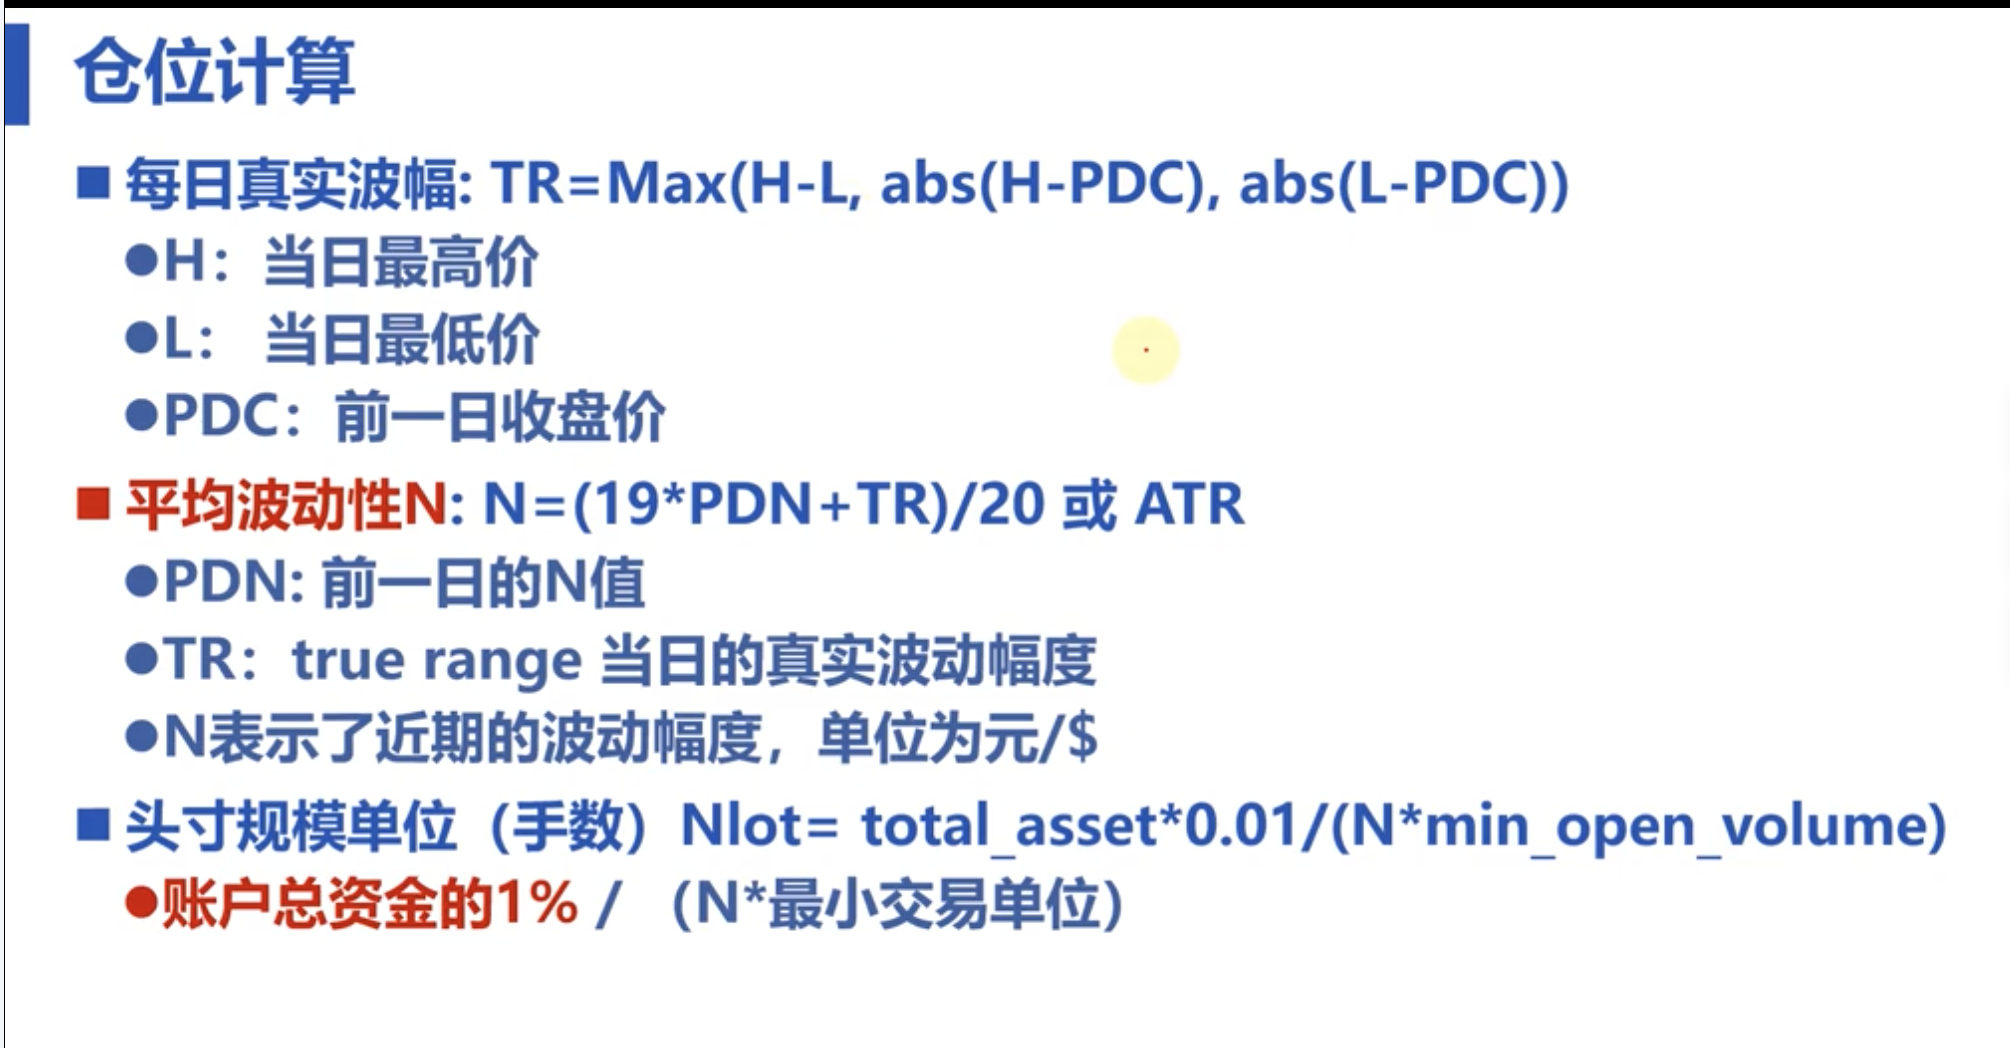 仓位计算
■ 每日真实波幅: TR=Max(H-L, abs(H-PDC), abs(L-PDC))
●H：当日最高价
●L： 当日最低价
●PDC：前一日收盘价
■ 平均波动性N: N=(19*PDN+TR)/20 或 ATR
●PDN: 前一日的N值
●TR：true range 当日的真实波动幅度
●N表示了近期的波动幅度，单位为元/$
■ 头寸规模单位（手数）Nlot= total_asset*0.01/(N*min_open_volume)
●账户总资金的1% / （N*最小交易单位）